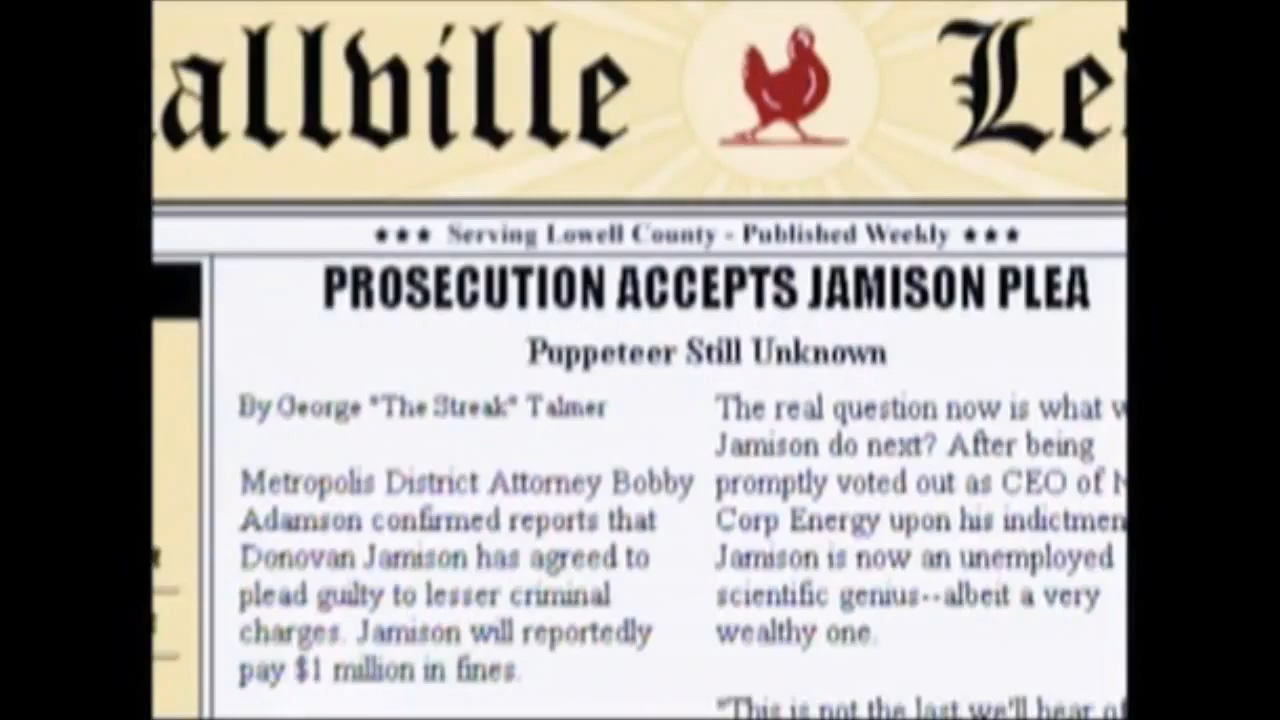 allville Le
*** Serving Lowell County - Published Weekly ***
PROSECUTION ACCEPTS JAMISON PLEA
Puppeteer Still Unknown
By George "The Streak" Talmer
Metropolis District Attorney Bobby
Adamson confirmed reports that
Donovan Jamison has agreed to
plead guilty to lesser criminal
charges. Jamison will reportedly
pay $1 million in fines.
The real question now is what w
Jamison do next? After being
promptly voted out as CEO of N
Corp Energy upon his indictmen
Jamison is now an unemployed
scientific genius--albeit a very
wealthy one.
"This is not the last we'll hear of